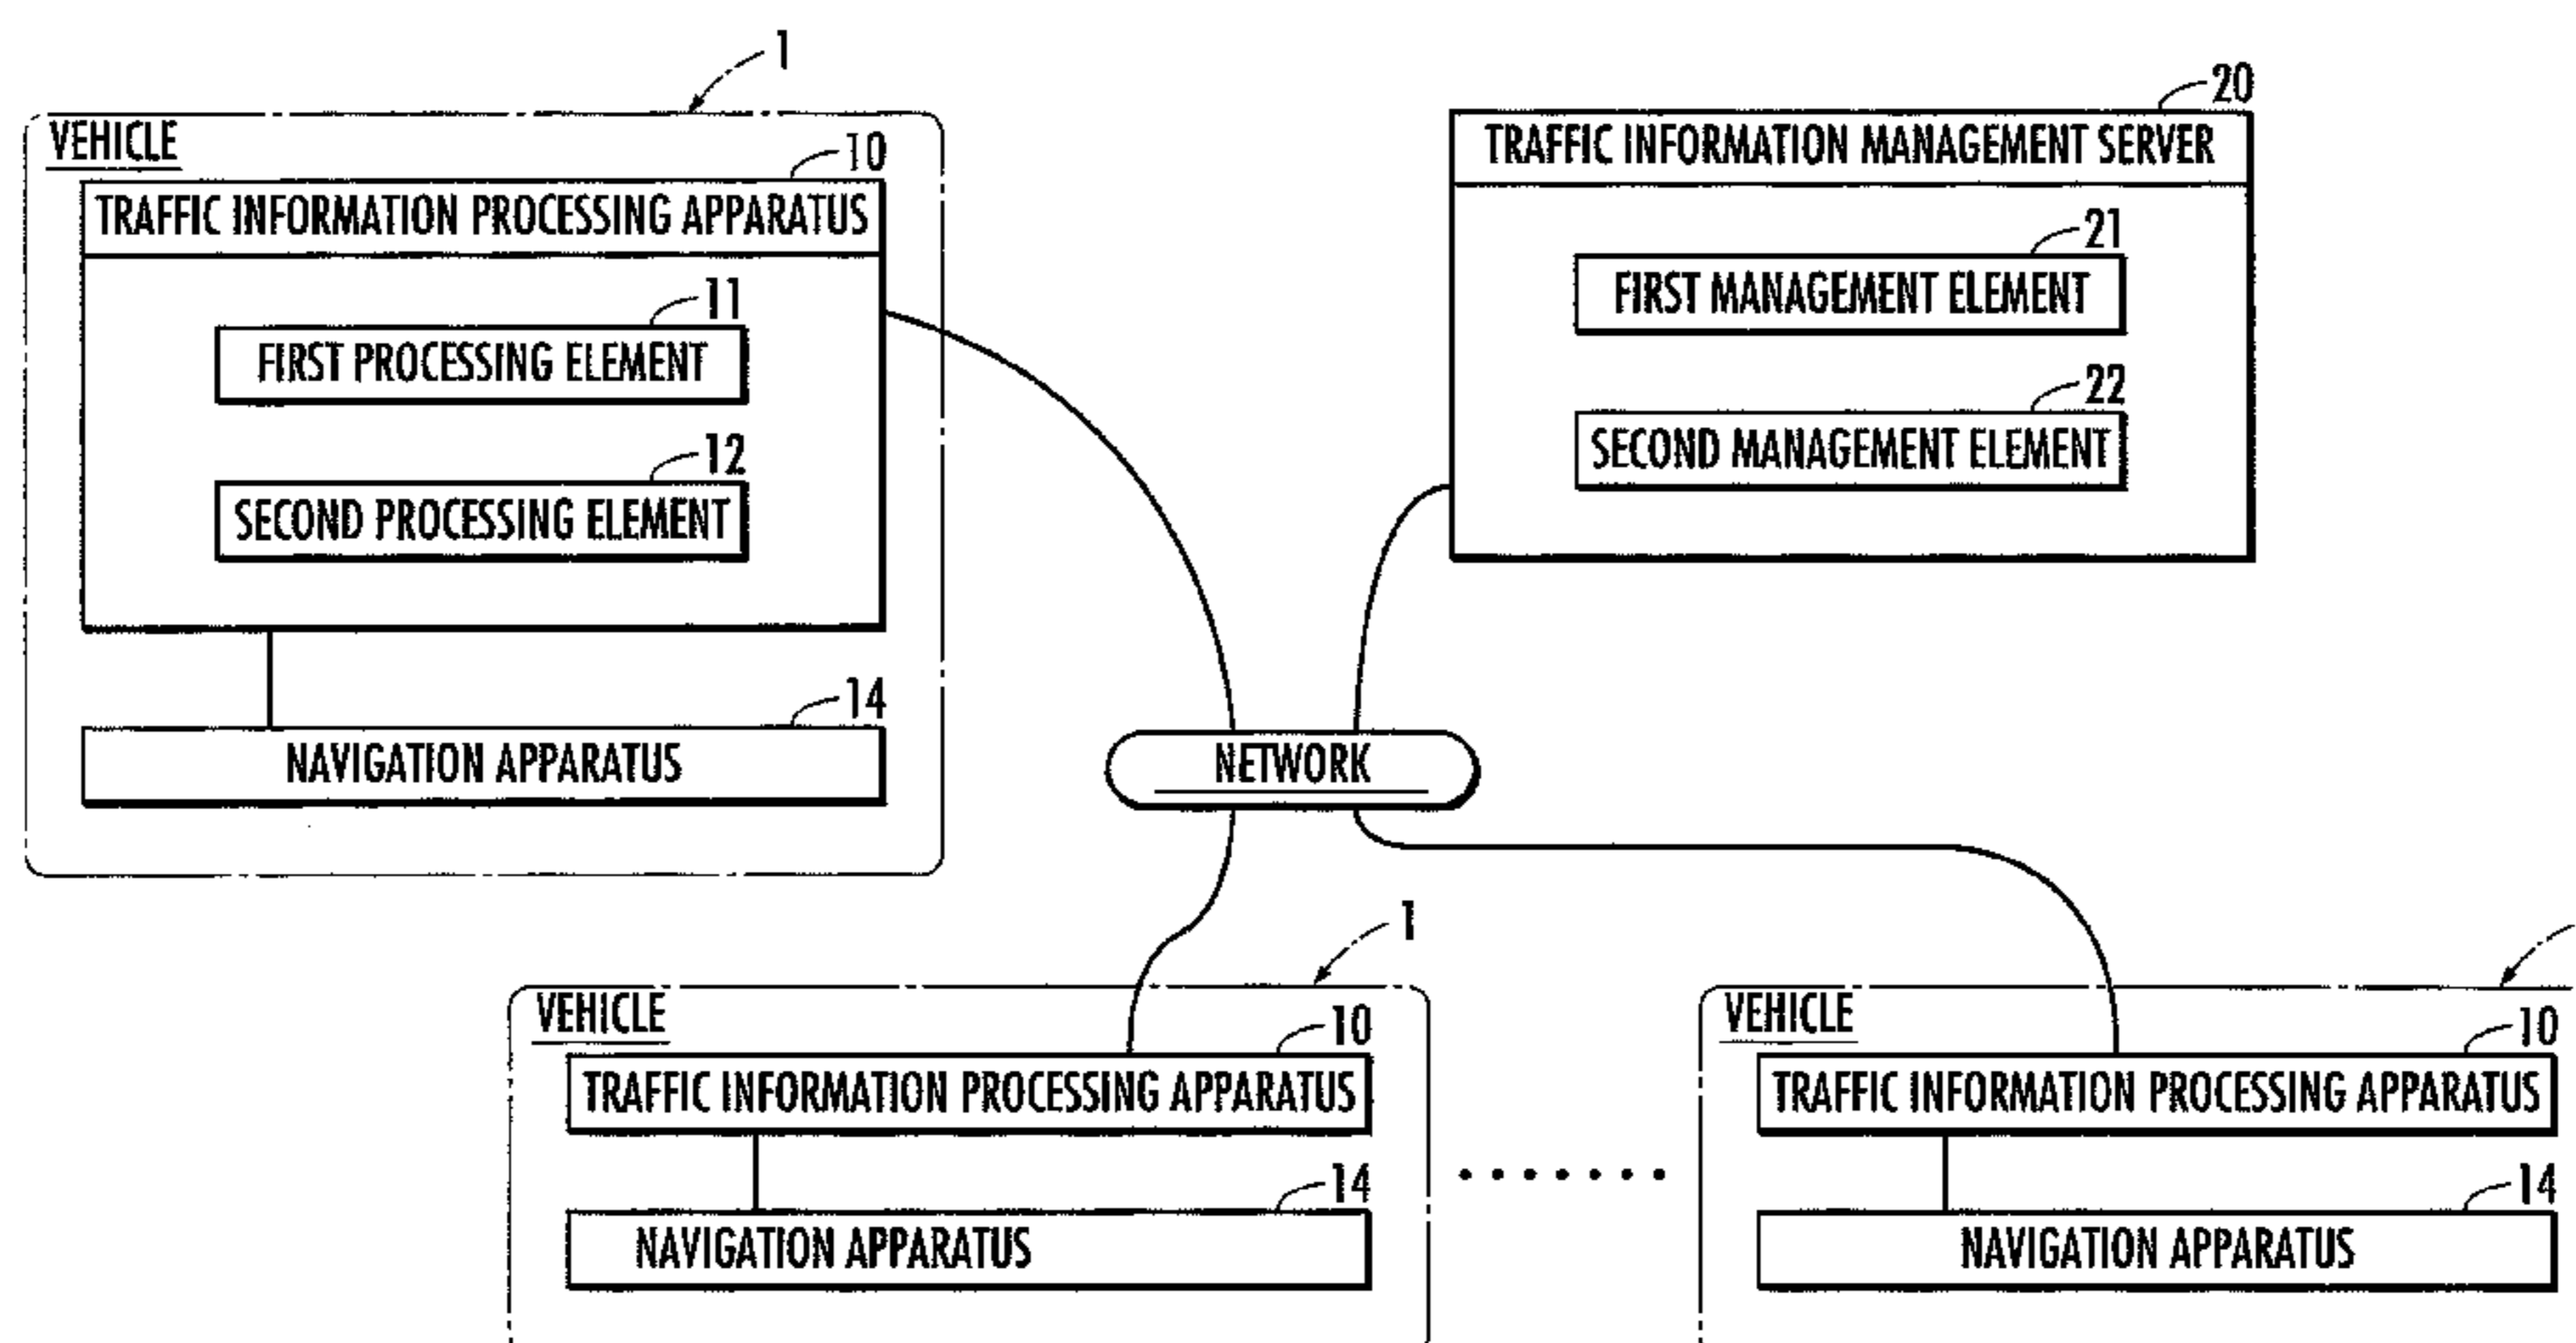 1
VEHICLE
10
TRAFFIC INFORMATION PROCESSING APPARATUS
11
FIRST PROCESSING ELEMENT
12
SECOND PROCESSING ELEMENT
14
NAVIGATION APPARATUS
20
TRAFFIC INFORMATION MANAGEMENT SERVER
21
FIRST MANAGEMENT ELEMENT
22
SECOND MANAGEMENT ELEMENT
NETWORK
1
VEHICLE
10
TRAFFIC INFORMATION PROCESSING APPARATUS
14
NAVIGATION APPARATUS
VEHICLE
10
TRAFFIC INFORMATION PROCESSING APPARATUS
14
NAVIGATION APPARATUS